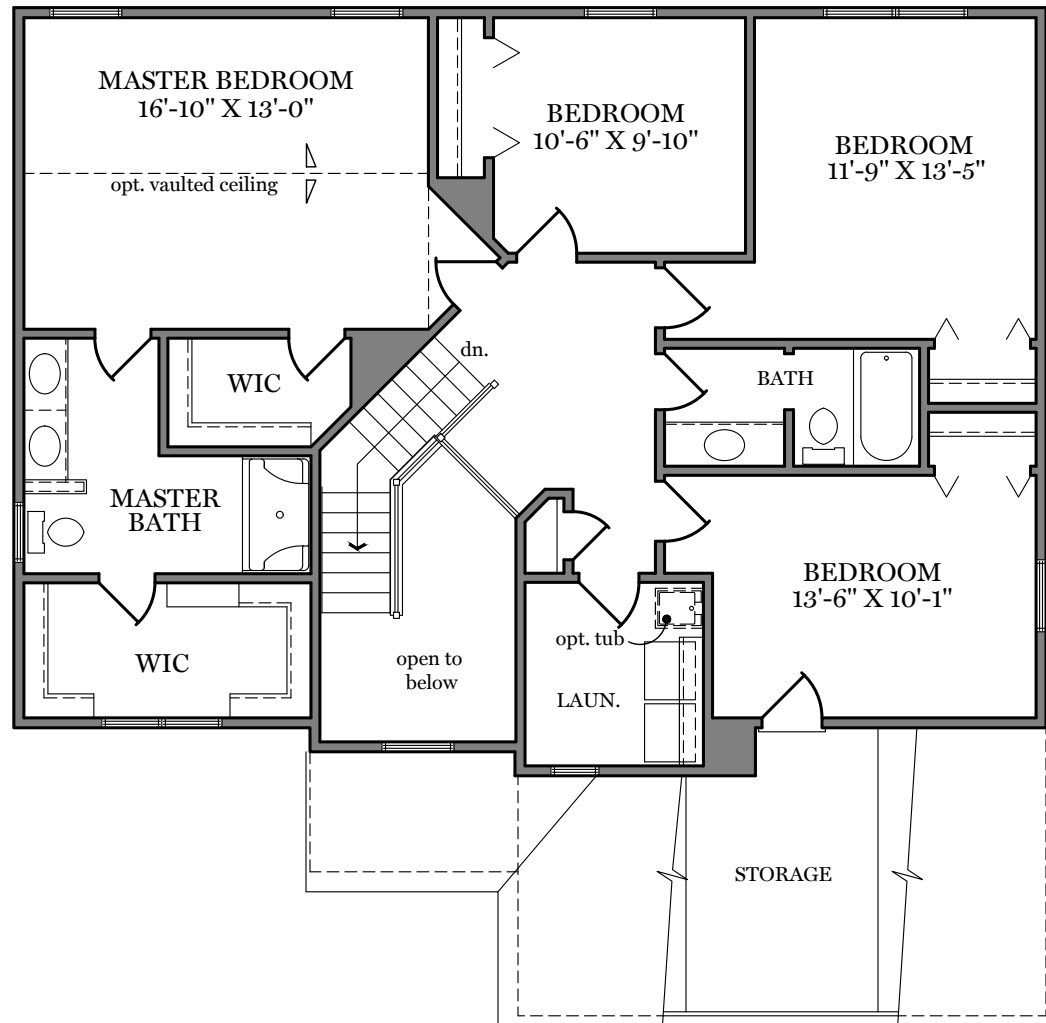 MASTER BEDROOM
16'-10" X 13'-0"
opt. vaulted ceiling
BEDROOM
10'-6" X 9'-10"
BEDROOM
11'-9" X 13'-5"
dn.
WIC
BATH
MASTER
BATH
BEDROOM
13'-6" X 10'-1"
opt. tub
WIC
open to
below
LAUN.
STORAGE